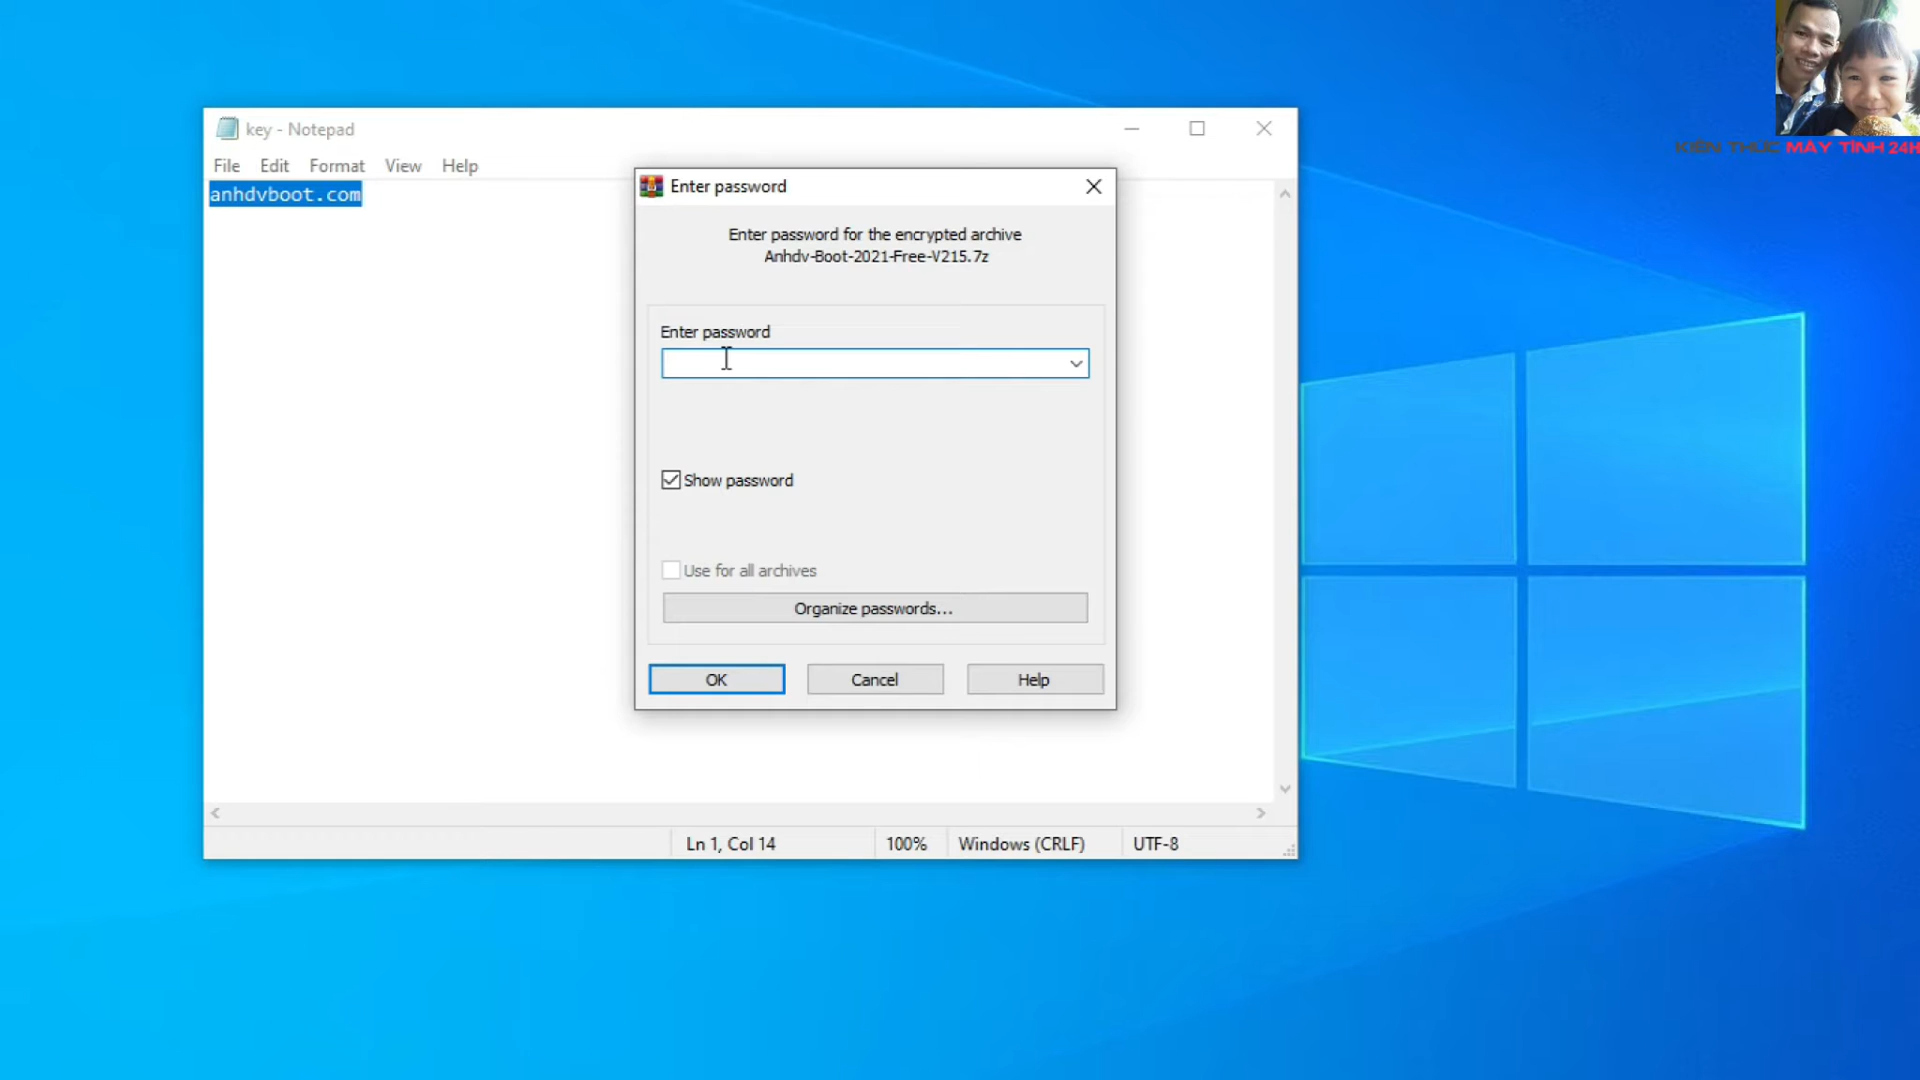 KIẾN THỨC MÁY TÍNH 24H
key - Notepad
File Edit Format View Help
anhdvboot.com
Enter password
Enter password for the encrypted archive
Anhdv-Boot-2021-Free-V215.7z
Enter password
Show password
Use for all archives
Organize passwords...
OK Cancel Help
Ln 1, Col 14 100% Windows (CRLF) UTF-8